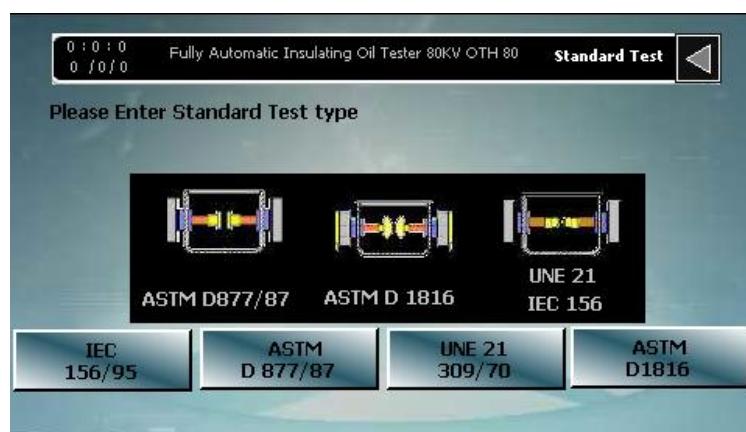 0:0:0
0 /0/0
Fully Automatic Insulating Oil Tester 80KV OTH 80
Standard Test
Please Enter Standard Test type
ASTM D877/87
ASTM D 1816
UNE 21
IEC 156
IEC
156/95
ASTM
D 877/87
UNE 21
309/70
ASTM
D1816